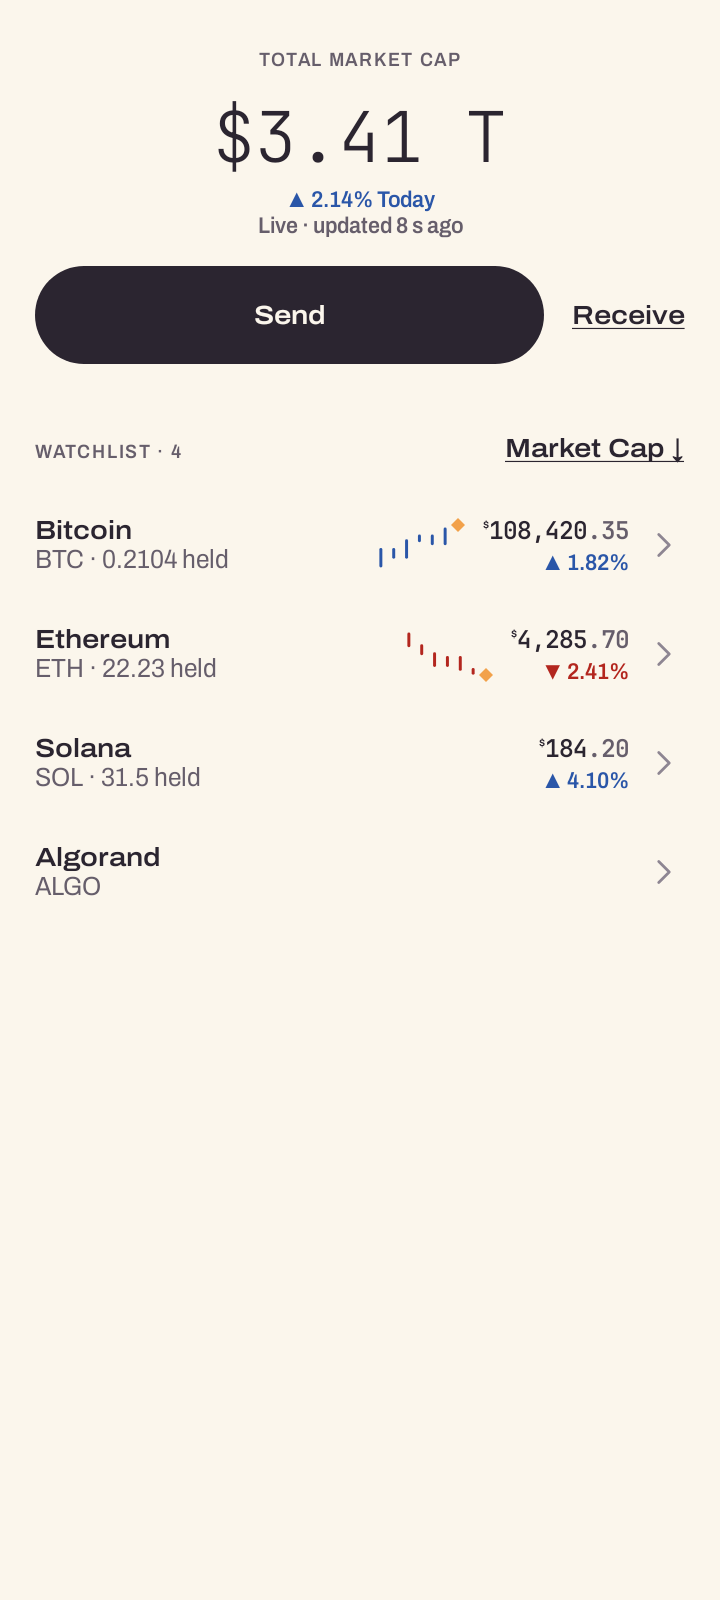 TOTAL MARKET CAP
$3.41 T
▲ 2.14% Today
Live · updated 8 s ago
Send
Receive
WATCHLIST · 4
Market Cap ↓
Bitcoin
$108,420.35
BTC · 0.2104 held
▲ 1.82%
Ethereum
$4,285.70
ETH · 22.23 held
▼ 2.41%
Solana
$184.20
SOL · 31.5 held
▲ 4.10%
Algorand
ALGO